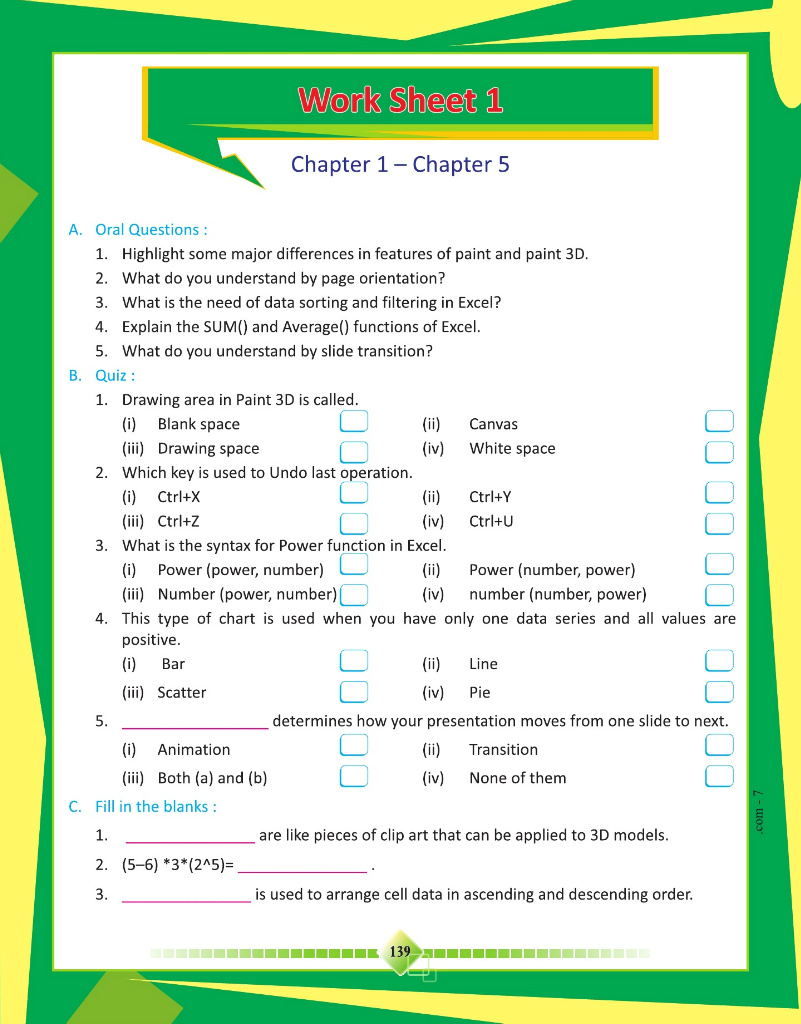 Work Sheet 1
Chapter 1 – Chapter 5
A. Oral Questions :
1. Highlight some major differences in features of paint and paint 3D.
2. What do you understand by page orientation?
3. What is the need of data sorting and filtering in Excel?
4. Explain the SUM() and Average() functions of Excel.
5. What do you understand by slide transition?
B. Quiz :
1. Drawing area in Paint 3D is called.
(i) Blank space (ii) Canvas
(iii) Drawing space (iv) White space
2. Which key is used to Undo last operation.
(i) Ctrl+X (ii) Ctrl+Y
(iii) Ctrl+Z (iv) Ctrl+U
3. What is the syntax for Power function in Excel.
(i) Power (power, number) (ii) Power (number, power)
(iii) Number (power, number) (iv) number (number, power)
4. This type of chart is used when you have only one data series and all values are
positive.
(i) Bar (ii) Line
(iii) Scatter (iv) Pie
5. ________________ determines how your presentation moves from one slide to next.
(i) Animation (ii) Transition
(iii) Both (a) and (b) (iv) None of them
C. Fill in the blanks :
1. ______________ are like pieces of clip art that can be applied to 3D models.
2. (5–6) *3*(2^5)= ______________ .
3. ______________ is used to arrange cell data in ascending and descending order.
.com - 7
139